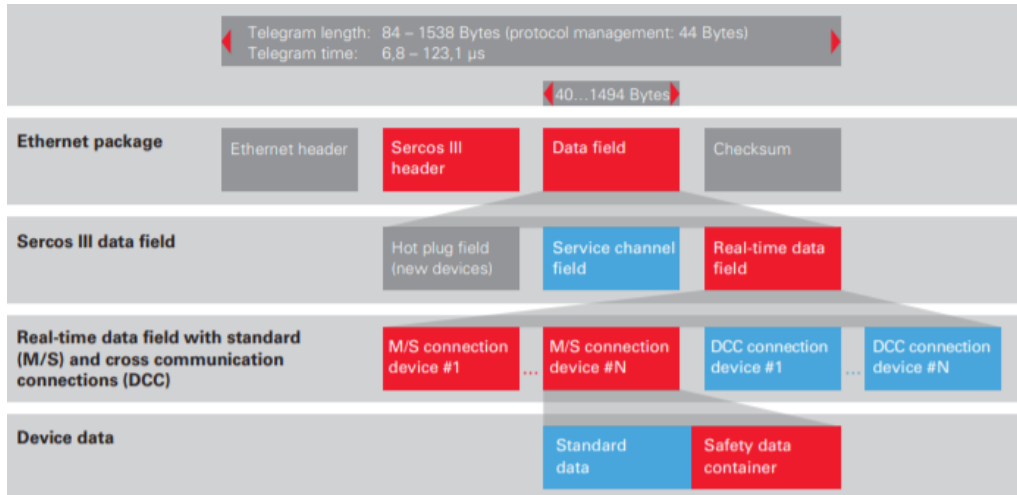 Telegram length: 84 – 1538 Bytes (protocol management: 44 Bytes)
Telegram time: 6,8 – 123,1 µs
40...1494 Bytes
Ethernet package
Ethernet header
Sercos III
header
Data field
Checksum
Sercos III data field
Hot plug field
(new devices)
Service channel
field
Real-time data
field
Real-time data field with standard
(M/S) and cross communication
connections (DCC)
M/S connection
device #1
...
M/S connection
device #N
DCC connection
device #1
...
DCC connection
device #N
Device data
Standard
data
Safety data
container